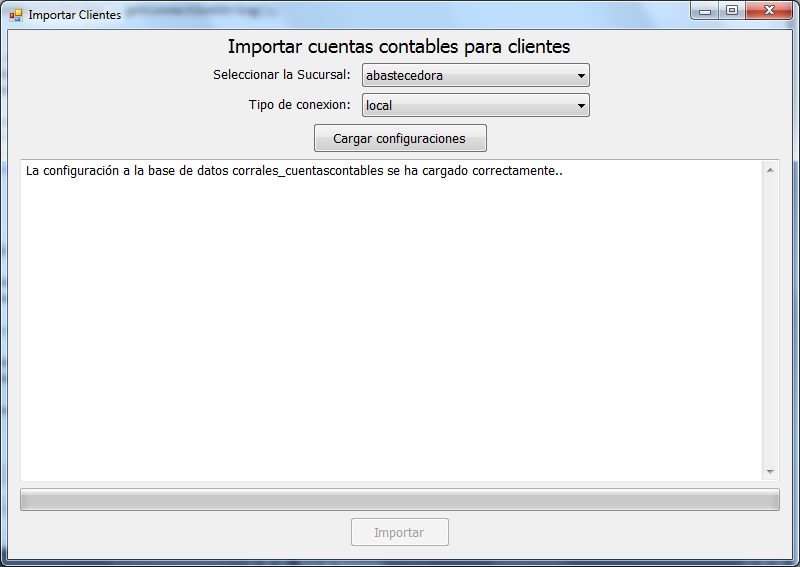 Importar Clientes
Importar cuentas contables para clientes
Seleccionar la Sucursal: abastecedora
Tipo de conexion: local
Cargar configuraciones
La configuración a la base de datos corrales_cuentascontables se ha cargado correctamente..
Importar